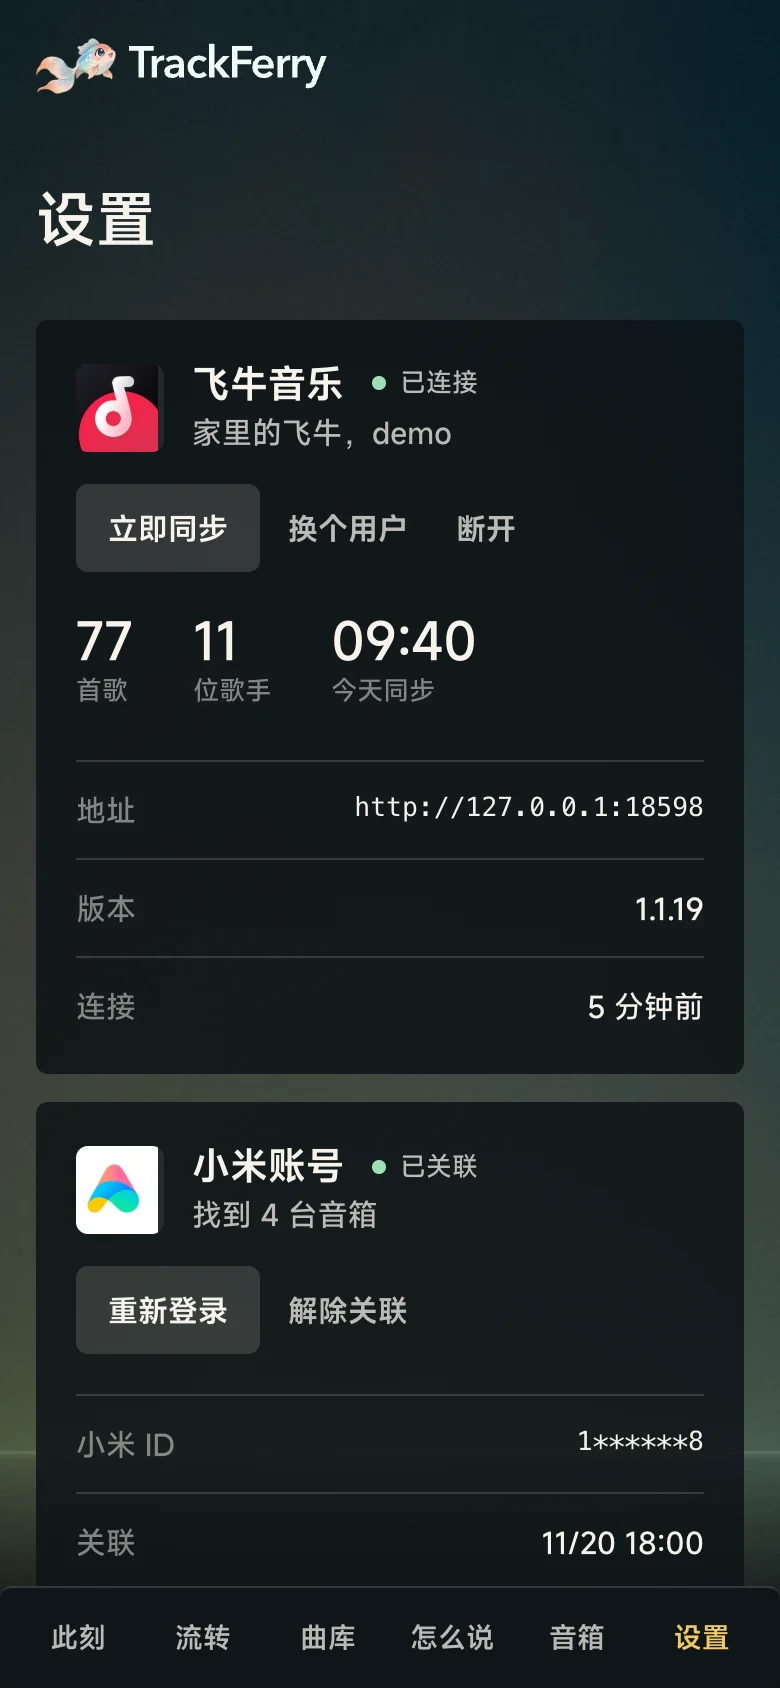 TrackFerry
设置
飞牛音乐 已连接
家里的飞牛，demo
立即同步 换个用户 断开
77 11 09:40
首歌 位歌手 今天同步
地址 http://127.0.0.1:18598
版本 1.1.19
连接 5 分钟前
小米账号 已关联
找到 4 台音箱
重新登录 解除关联
小米 ID 1******8
关联 11/20 18:00
此刻 流转 曲库 怎么说 音箱 设置